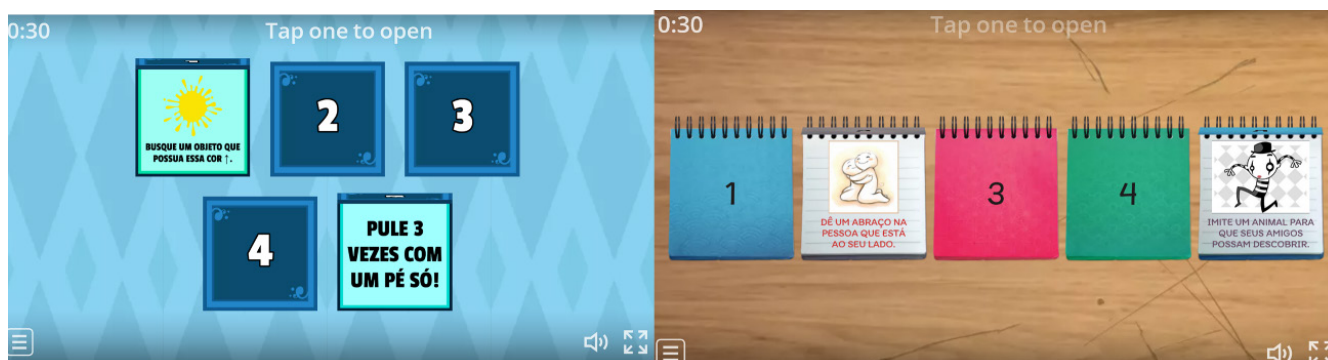 0:30
Tap one to open
BUSQUE UM OBJETO QUE
POSSUA ESSA COR ↑.
2
3
4
PULE 3
VEZES COM
UM PÉ SÓ!
0:30
Tap one to open
1
DÊ UM ABRAÇO NA
PESSOA QUE ESTÁ
AO SEU LADO.
3
4
IMITE UM ANIMAL PARA
QUE SEUS AMIGOS
POSSAM DESCOBRIR.